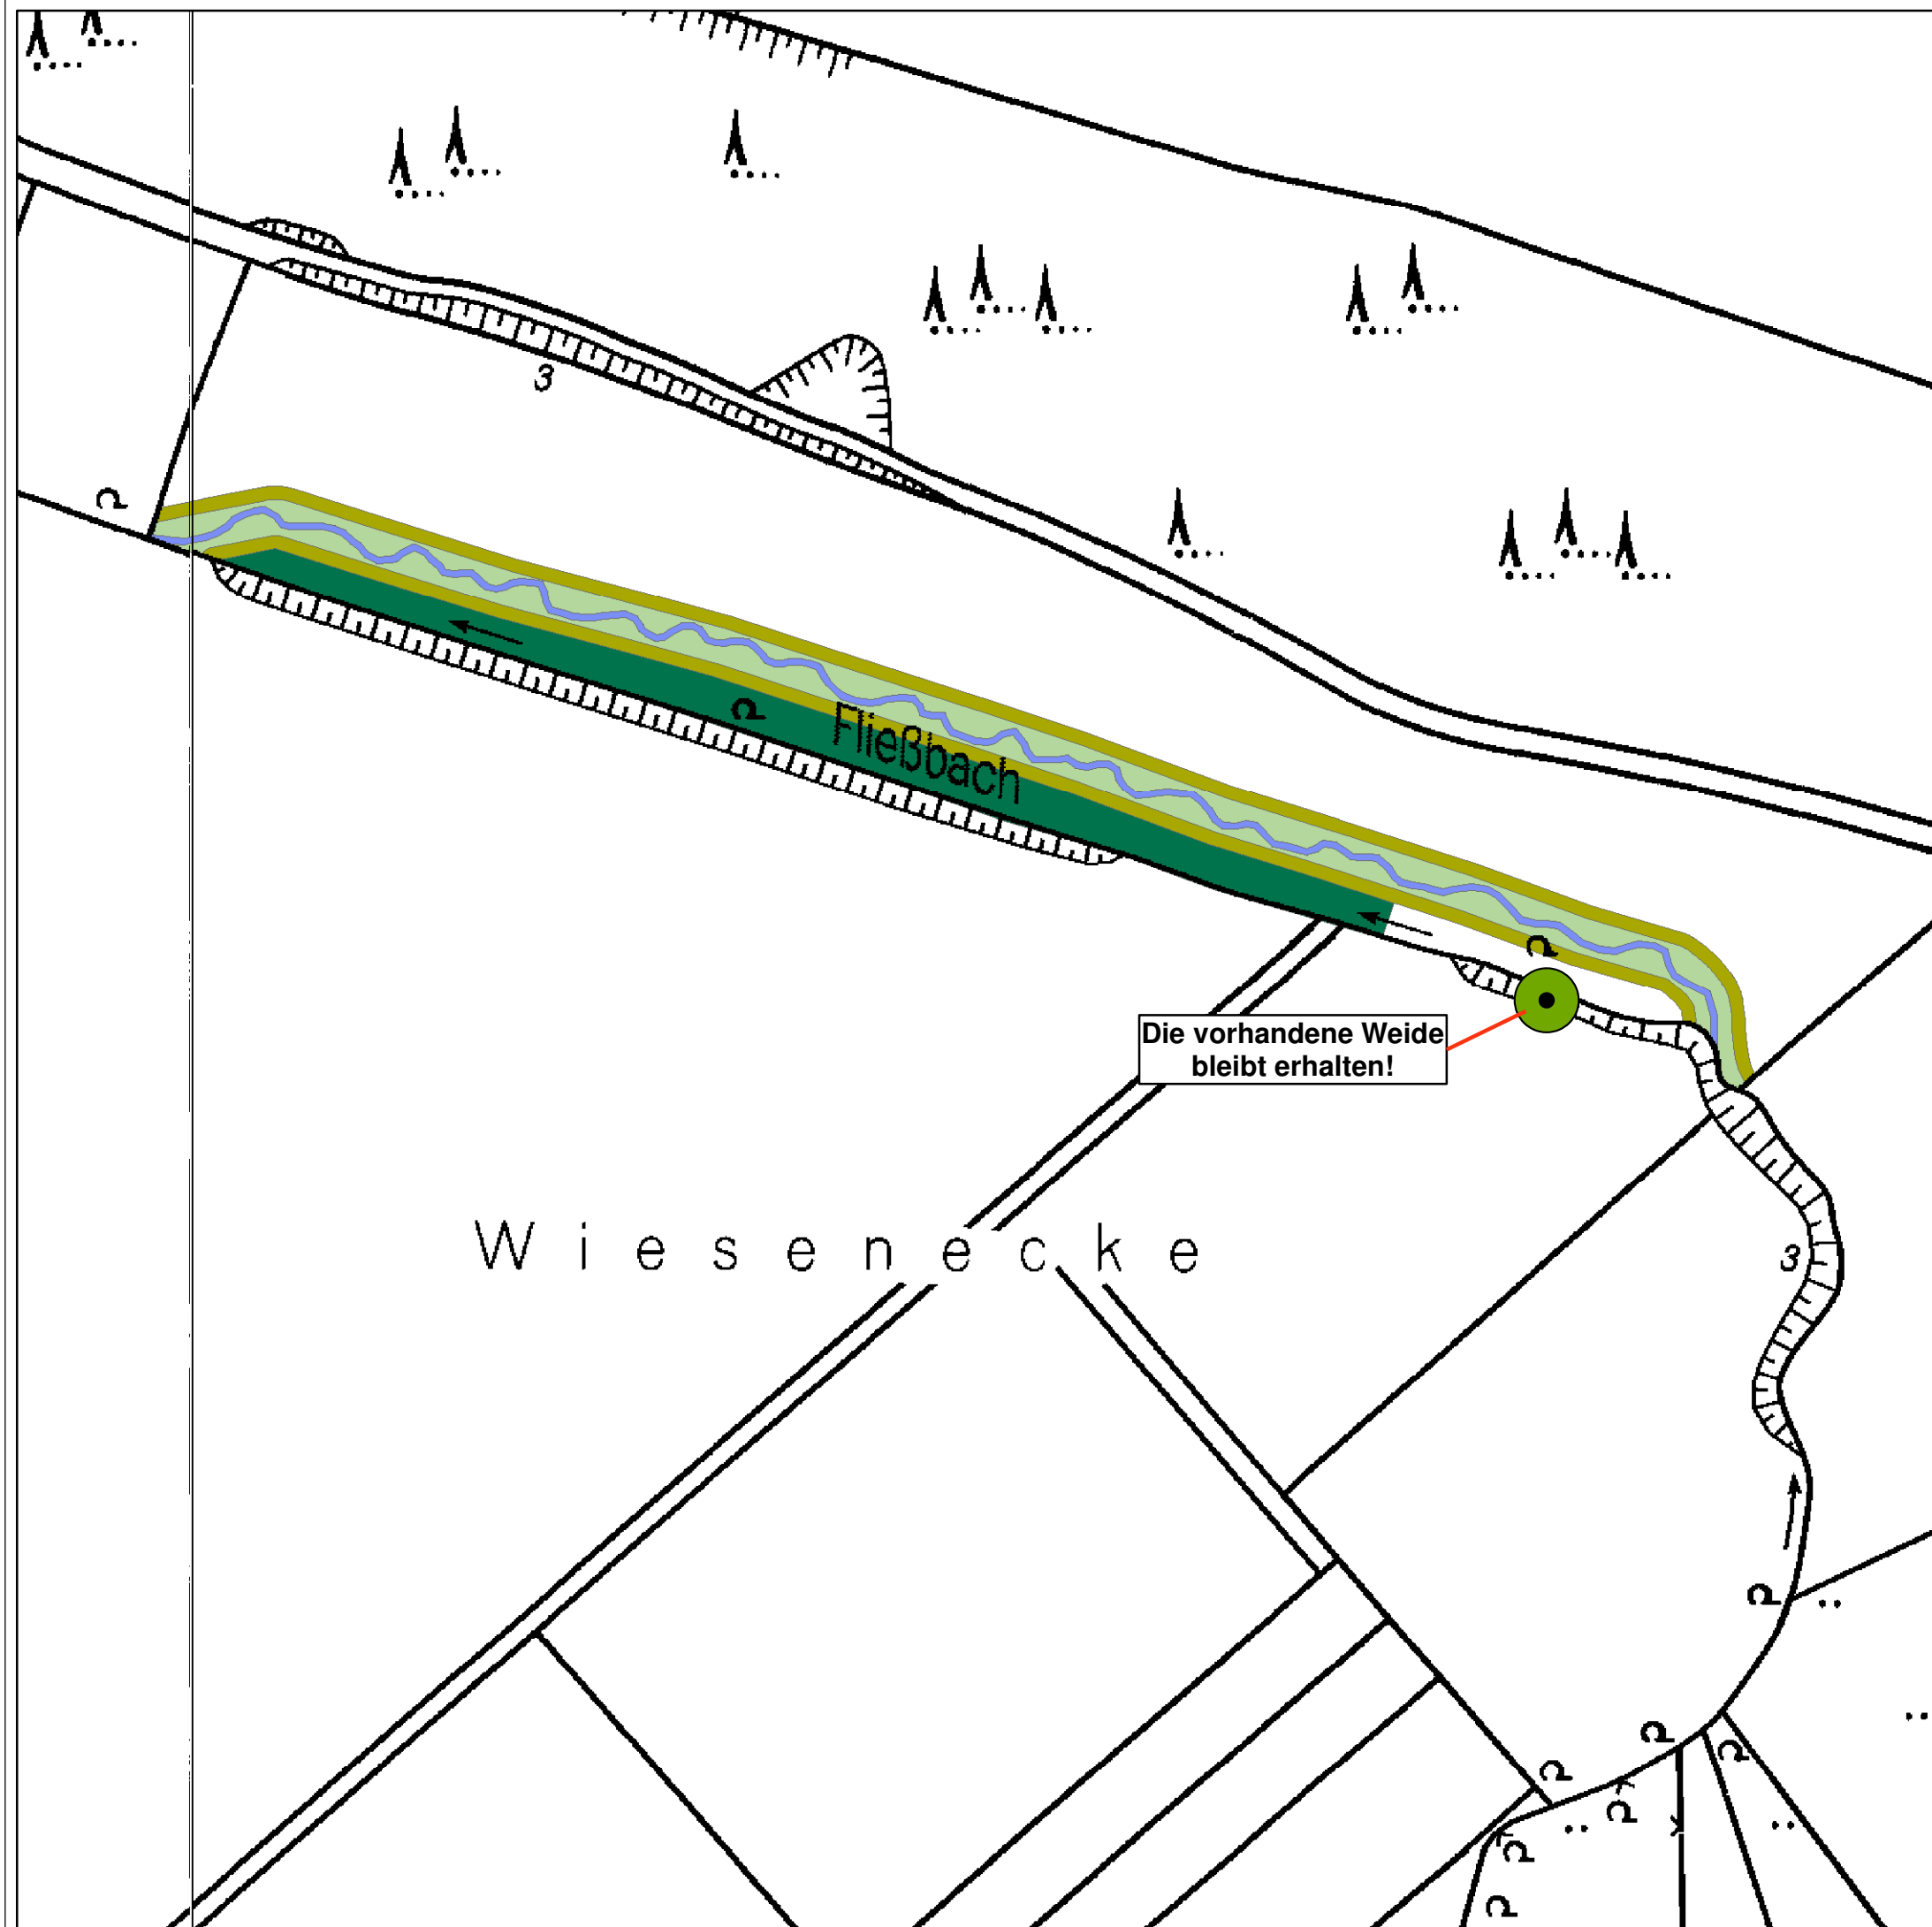 3
Fließbach
Die vorhandene Weide
bleibt erhalten!
Wiesenecke
3